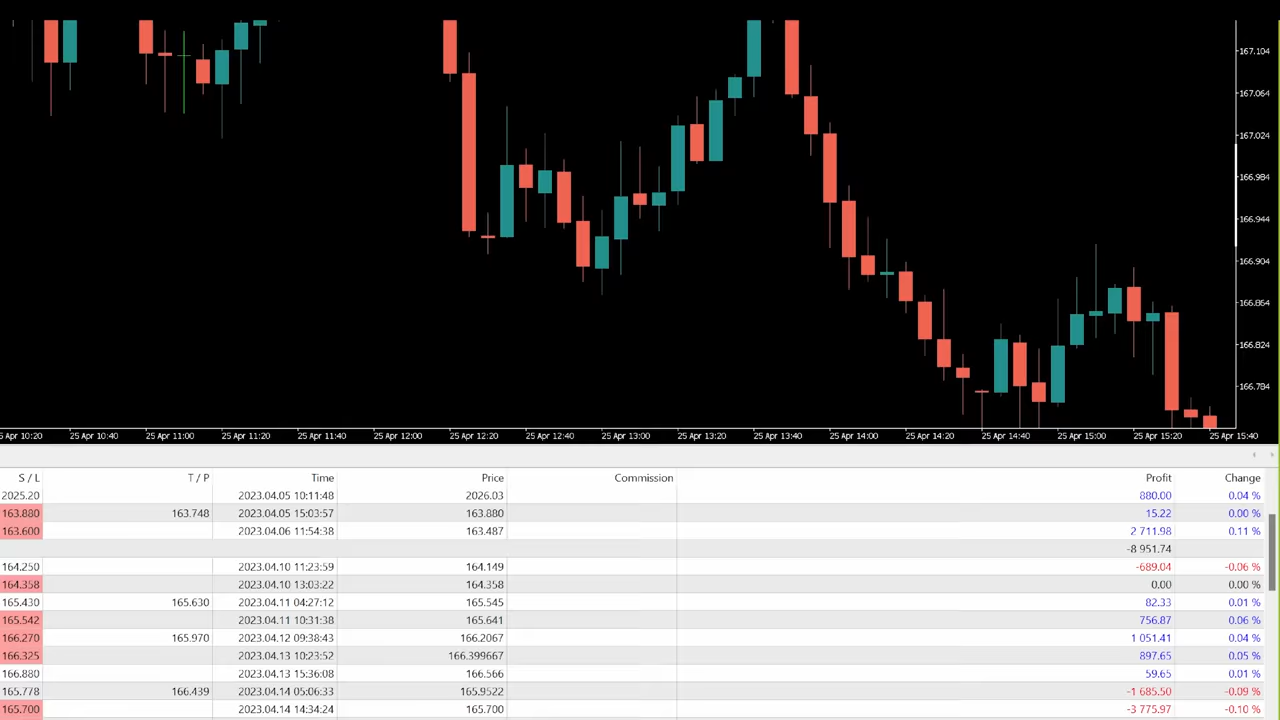 167.104
167.064
167.024
166.984
166.944
166.904
166.864
166.824
166.784
5 Apr 10:20 25 Apr 10:40 25 Apr 11:00 25 Apr 11:20 25 Apr 11:40 25 Apr 12:00 25 Apr 12:20 25 Apr 12:40 25 Apr 13:00 25 Apr 13:20 25 Apr 13:40 25 Apr 14:00 25 Apr 14:20 25 Apr 14:40 25 Apr 15:00 25 Apr 15:20 25 Apr 15:40
S / L T / P Time Price Commission Profit Change
2025.20 2023.04.05 10:11:48 2026.03 880.00 0.04 %
163.880 163.748 2023.04.05 15:03:57 163.880 15.22 0.00 %
163.600 2023.04.06 11:54:38 163.487 2 711.98 0.11 %
-8 951.74
164.250 2023.04.10 11:23:59 164.149 -689.04 -0.06 %
164.358 2023.04.10 13:03:22 164.358 0.00 0.00 %
165.430 165.630 2023.04.11 04:27:12 165.545 82.33 0.01 %
165.542 2023.04.11 10:31:38 165.641 756.87 0.06 %
166.270 165.970 2023.04.12 09:38:43 166.2067 1 051.41 0.04 %
166.325 2023.04.13 10:23:52 166.399667 897.65 0.05 %
166.880 2023.04.13 15:36:08 166.566 59.65 0.01 %
165.778 166.439 2023.04.14 05:06:33 165.9522 -1 685.50 -0.09 %
165.700 2023.04.14 14:34:24 165.700 -3 775.97 -0.10 %